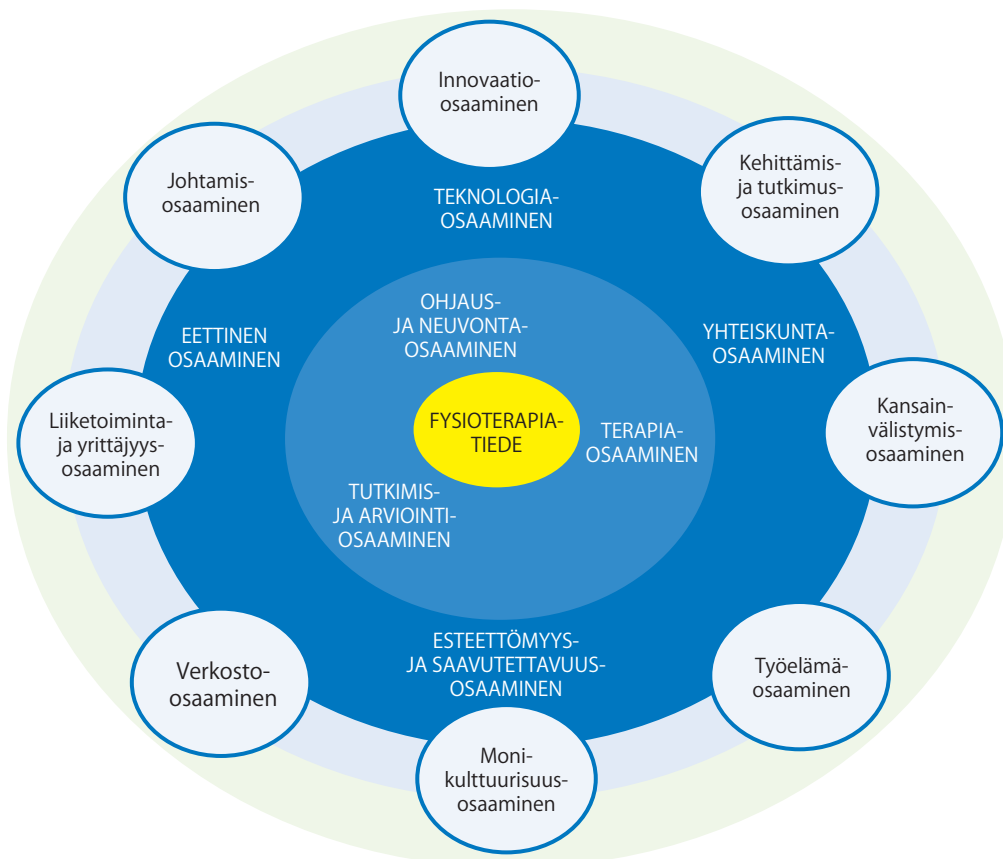 Innovaatio-
osaaminen
Johtamis-
osaaminen
Kehittämis-
ja tutkimus-
osaaminen
TEKNOLOGIA-
OSAAMINEN
OHJAUS-
JA NEUVONTA-
OSAAMINEN
EETTINEN
OSAAMINEN
YHTEISKUNTA-
OSAAMINEN
Liiketoiminta-
ja yrittäjyys-
osaaminen
FYSIOTERAPIA-
TIEDE
TERAPIA-
OSAAMINEN
Kansain-
välistymis-
osaaminen
TUTKIMIS-
JA ARVIOINTI-
OSAAMINEN
ESTEETTÖMYYS-
JA SAAVUTETTAVUUS-
OSAAMINEN
Verkosto-
osaaminen
Työelämä-
osaaminen
Moni-
kulttuurisuus-
osaaminen